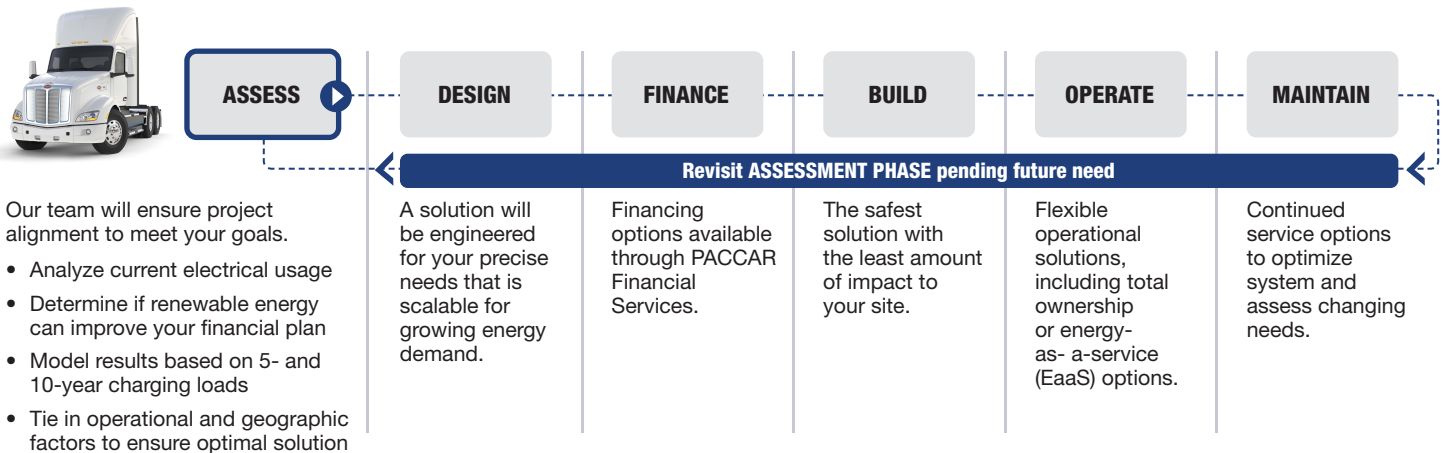 ASSESS
DESIGN
FINANCE
BUILD
OPERATE
MAINTAIN
Revisit ASSESSMENT PHASE pending future need
Our team will ensure project
alignment to meet your goals.
• Analyze current electrical usage
• Determine if renewable energy
can improve your financial plan
• Model results based on 5- and
10-year charging loads
• Tie in operational and geographic
factors to ensure optimal solution
A solution will
be engineered
for your precise
needs that is
scalable for
growing energy
demand.
Financing
options available
through PACCAR
Financial
Services.
The safest
solution with
the least amount
of impact to
your site.
Flexible
operational
solutions,
including total
ownership
or energy-
as- a-service
(EaaS) options.
Continued
service options
to optimize
system and
assess changing
needs.